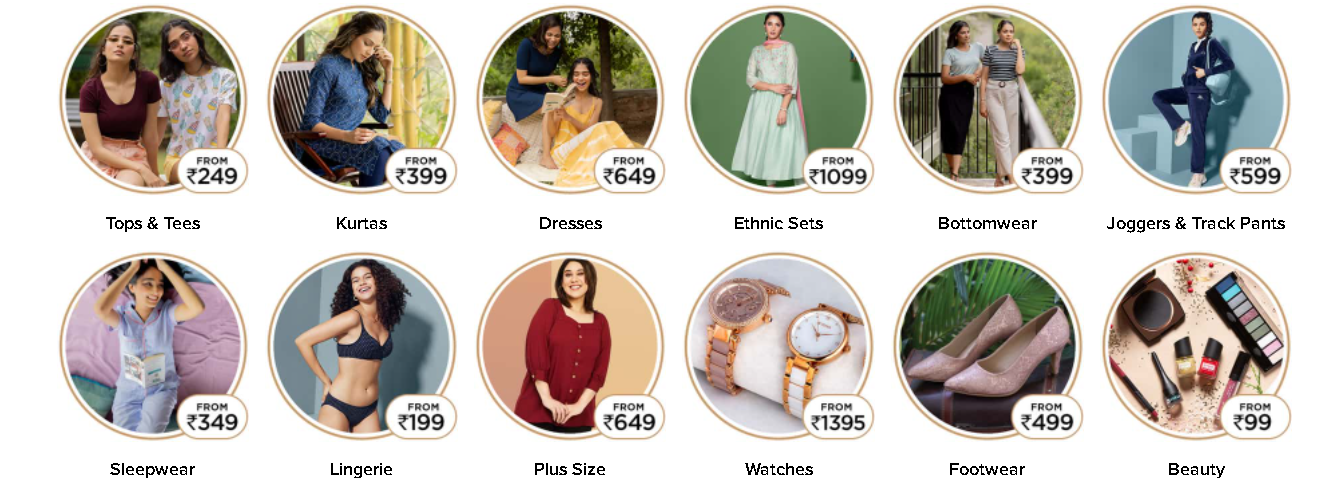 FROM
₹249
FROM
₹399
FROM
₹649
FROM
₹1099
FROM
₹399
FROM
₹599
Tops & Tees
Kurtas
Dresses
Ethnic Sets
Bottomwear
Joggers & Track Pants
FROM
₹349
FROM
₹199
FROM
₹649
FROM
₹1395
FROM
₹499
FROM
₹99
Sleepwear
Lingerie
Plus Size
Watches
Footwear
Beauty